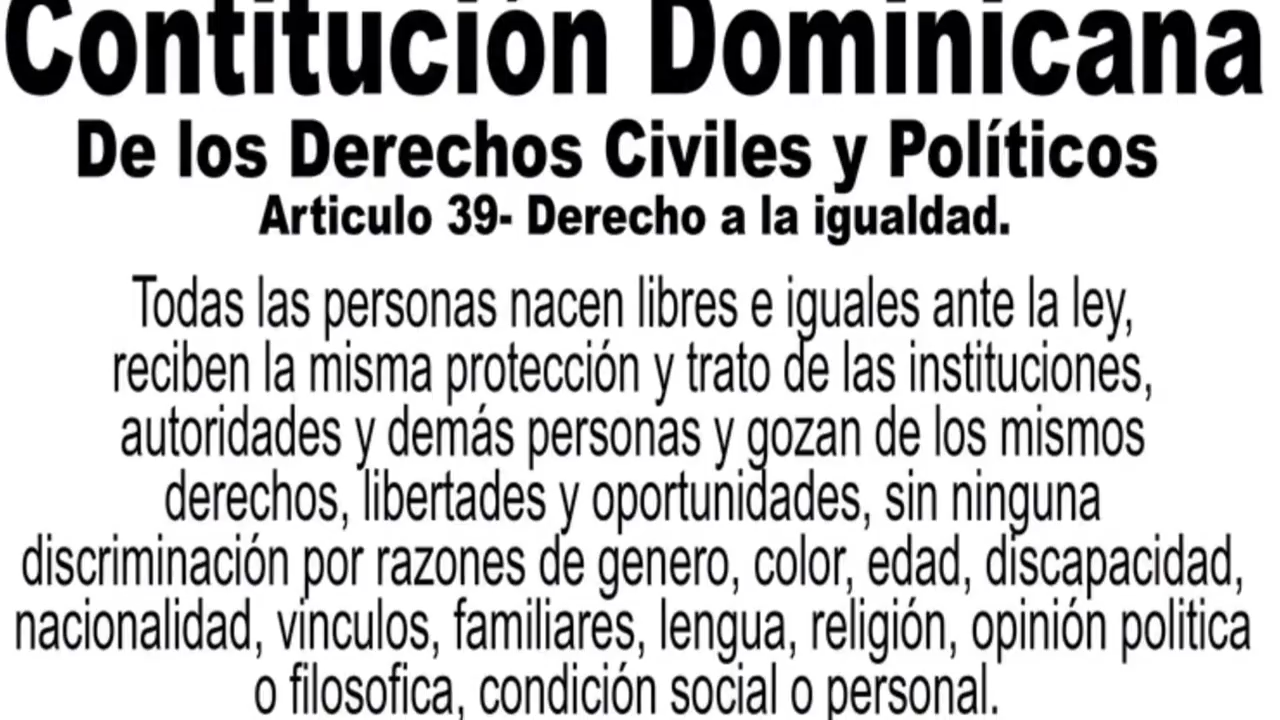 Contitución Dominicana
De los Derechos Civiles y Políticos
Articulo 39- Derecho a la igualdad.
Todas las personas nacen libres e iguales ante la ley,
reciben la misma protección y trato de las instituciones,
autoridades y demás personas y gozan de los mismos
derechos, libertades y oportunidades, sin ninguna
discriminación por razones de genero, color, edad, discapacidad,
nacionalidad, vinculos, familiares, lengua, religión, opinión politica
o filosofica, condición social o personal.